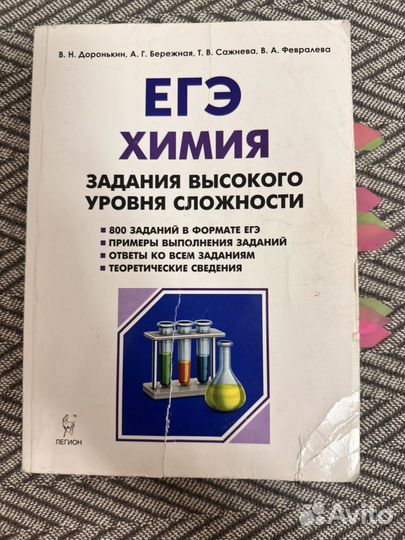 В. Н. Доронькин, А. Г. Бережная, Т. В. Сажнева, В. А. Февралева
ЕГЭ
ХИМИЯ
ЗАДАНИЯ ВЫСОКОГО
УРОВНЯ СЛОЖНОСТИ
800 ЗАДАНИЙ В ФОРМАТЕ ЕГЭ
ПРИМЕРЫ ВЫПОЛНЕНИЯ ЗАДАНИЙ
ОТВЕТЫ КО ВСЕМ ЗАДАНИЯМ
ТЕОРЕТИЧЕСКИЕ СВЕДЕНИЯ
ЛЕГИОН
Avito